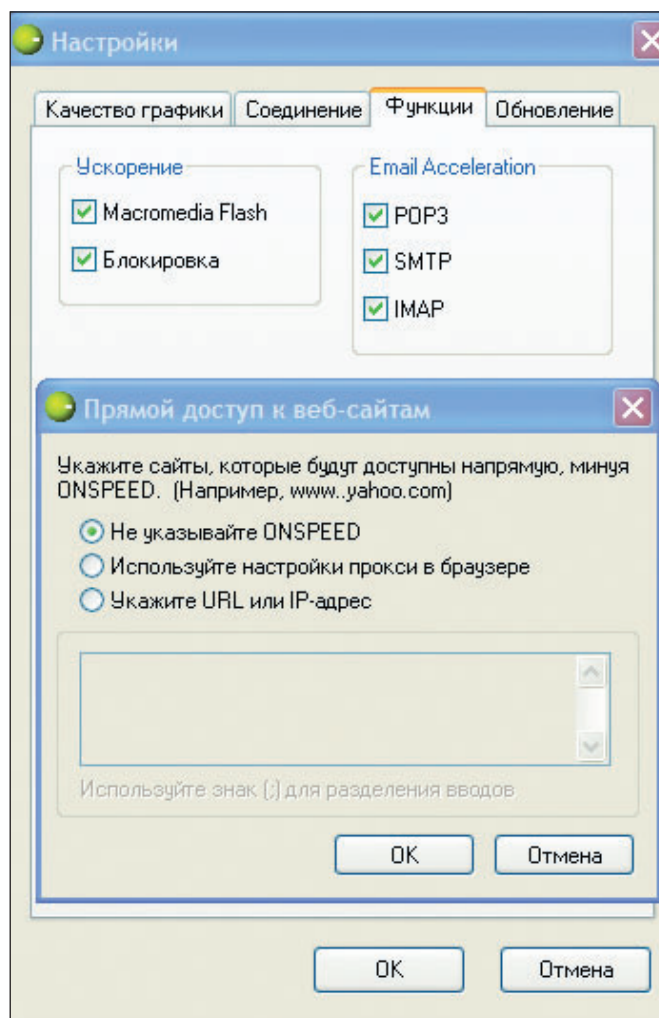 Настройки
Качество графики Соединение Функции Обновление
Ускорение Email Acceleration
Macromedia Flash POP3
Блокировка SMTP
IMAP
Прямой доступ к веб-сайтам
Укажите сайты, которые будут доступны напрямую, минуя
ONSPEED. (Например, www..yahoo.com)
Не указывайте ONSPEED
Используйте настройки прокси в браузере
Укажите URL или IP-адрес
Используйте знак (;) для разделения вводов
OK Отмена
OK Отмена